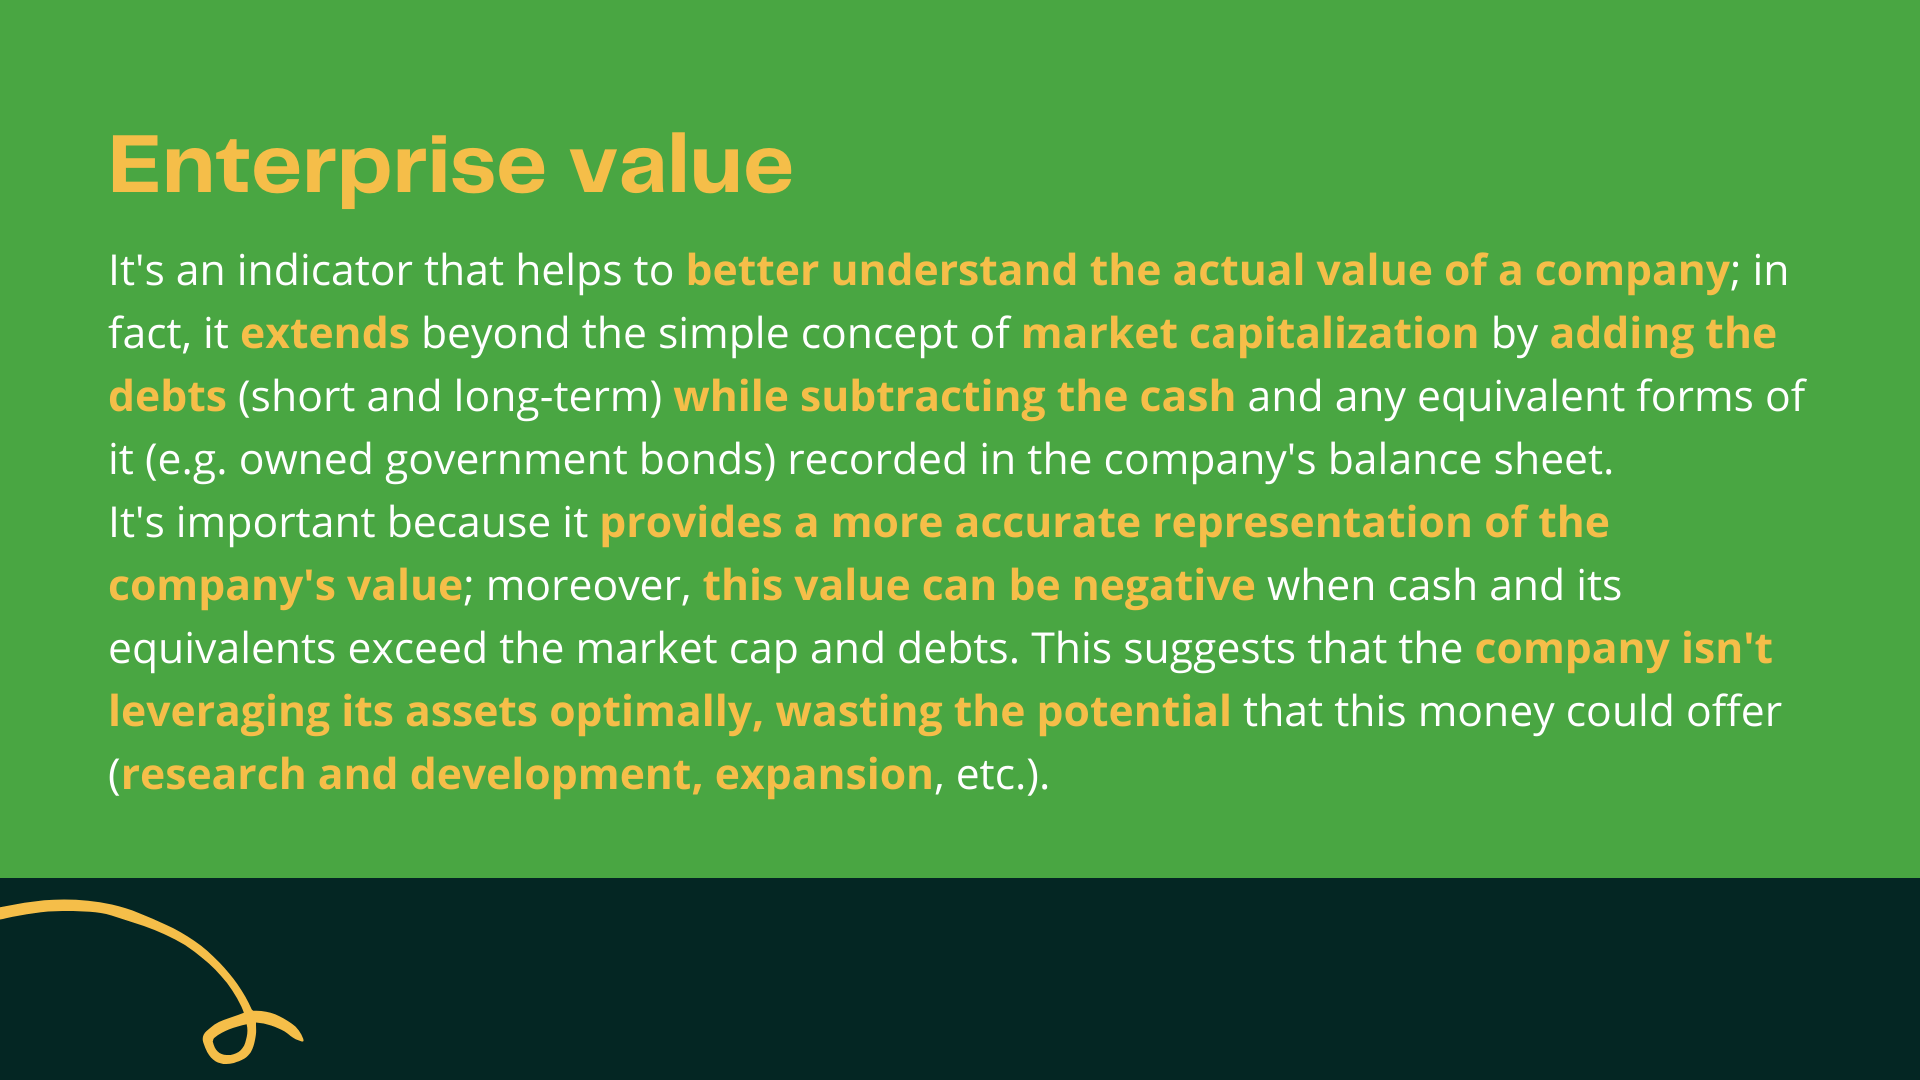 Enterprise value
It's an indicator that helps to better understand the actual value of a company; in
fact, it extends beyond the simple concept of market capitalization by adding the
debts (short and long-term) while subtracting the cash and any equivalent forms of
it (e.g. owned government bonds) recorded in the company's balance sheet.
It's important because it provides a more accurate representation of the
company's value; moreover, this value can be negative when cash and its
equivalents exceed the market cap and debts. This suggests that the company isn't
leveraging its assets optimally, wasting the potential that this money could offer
(research and development, expansion, etc.).